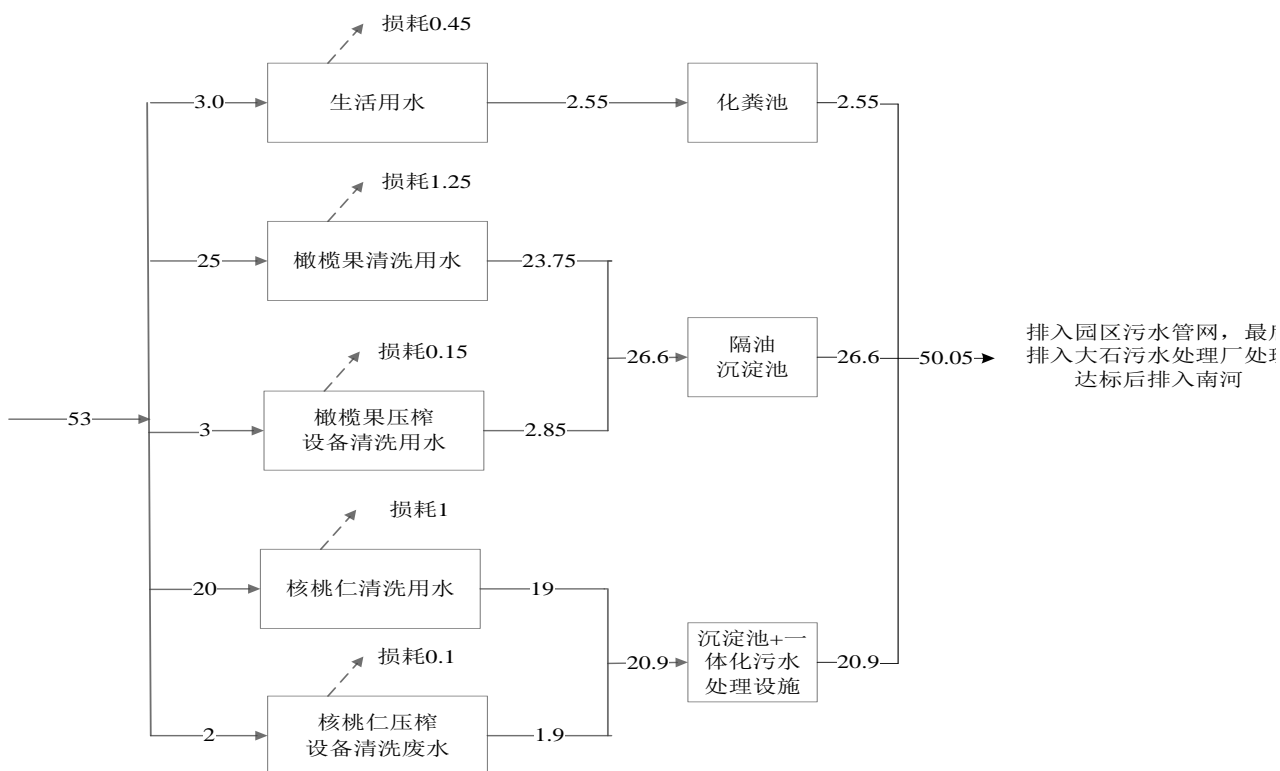 损耗0.45
3.0
生活用水
2.55
化粪池
2.55
损耗1.25
25
橄榄果清洗用水
23.75
损耗0.15
26.6
隔油
沉淀池
26.6
50.05
排入园区污水管网，最后
排入大石污水处理厂处理
达标后排入南河
53
3
橄榄果压榨
设备清洗用水
2.85
损耗1
20
核桃仁清洗用水
19
损耗0.1
20.9
沉淀池+一
体化污水
处理设施
20.9
2
核桃仁压榨
设备清洗废水
1.9